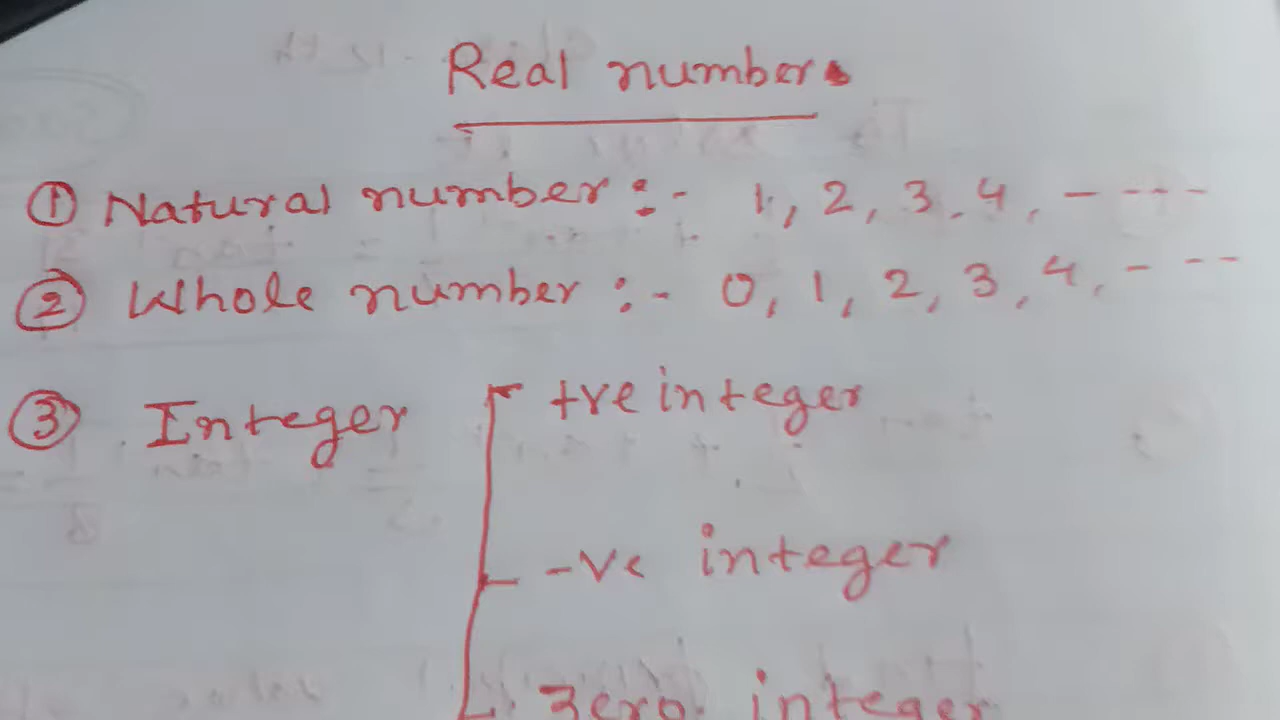 Real numbers
① Natural number :- 1, 2, 3, 4, - - - -
② Whole number :- 0, 1, 2, 3, 4, - - -
③ Integer
+ve integer
-ve integer
Zero integer